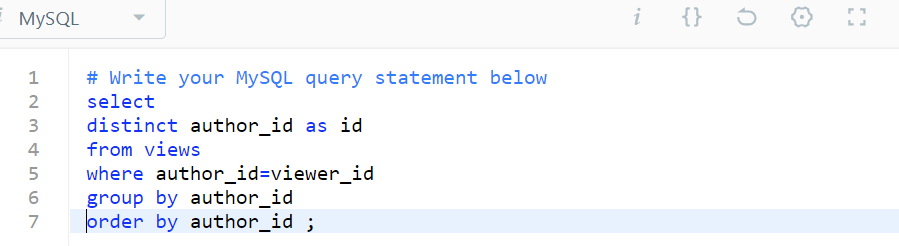 MySQL
1 # Write your MySQL query statement below
2 select
3 distinct author_id as id
4 from views
5 where author_id=viewer_id
6 group by author_id
7 order by author_id ;